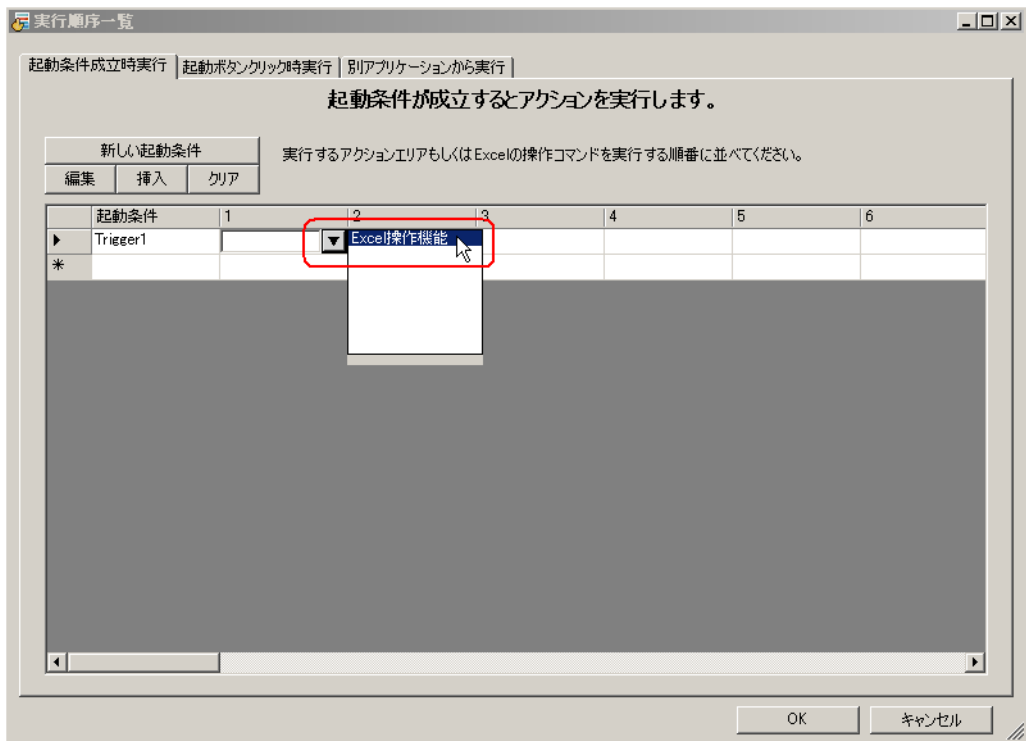 実行順序一覧
起動条件成立時実行 起動ボタンクリック時実行 別アプリケーションから実行
起動条件が成立するとアクションを実行します。
新しい起動条件
実行するアクションエリアもしくはExcelの操作コマンドを実行する順番に並べてください。
編集 挿入 クリア
起動条件 1 2 3 4 5 6
Trigger1 Excel操作機能
OK キャンセル